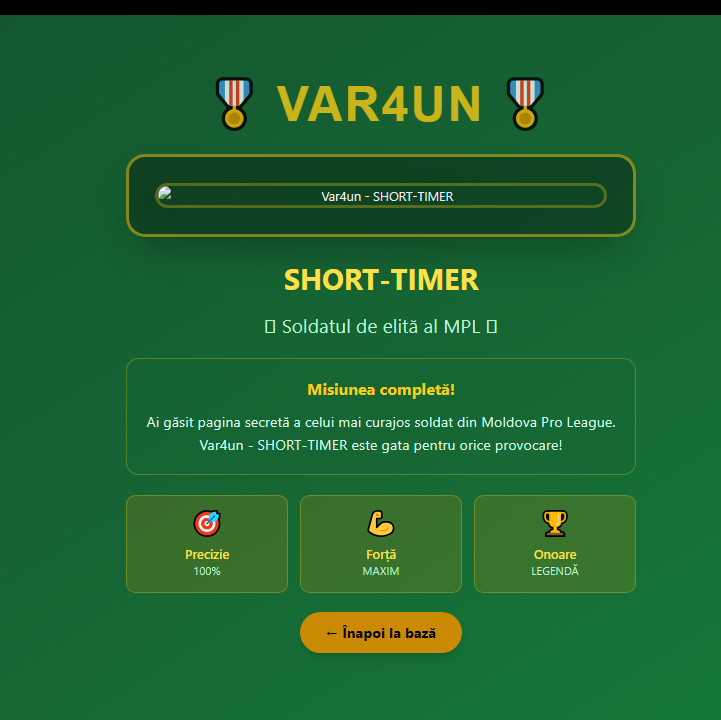 VAR4UN
Var4un - SHORT-TIMER
SHORT-TIMER
Soldatul de elită al MPL
Misiunea completă!
Ai găsit pagina secretă a celui mai curajos soldat din Moldova Pro League.
Var4un - SHORT-TIMER este gata pentru orice provocare!
Precizie
100%
Forță
MAXIM
Onoare
LEGENDĂ
← Înapoi la bază